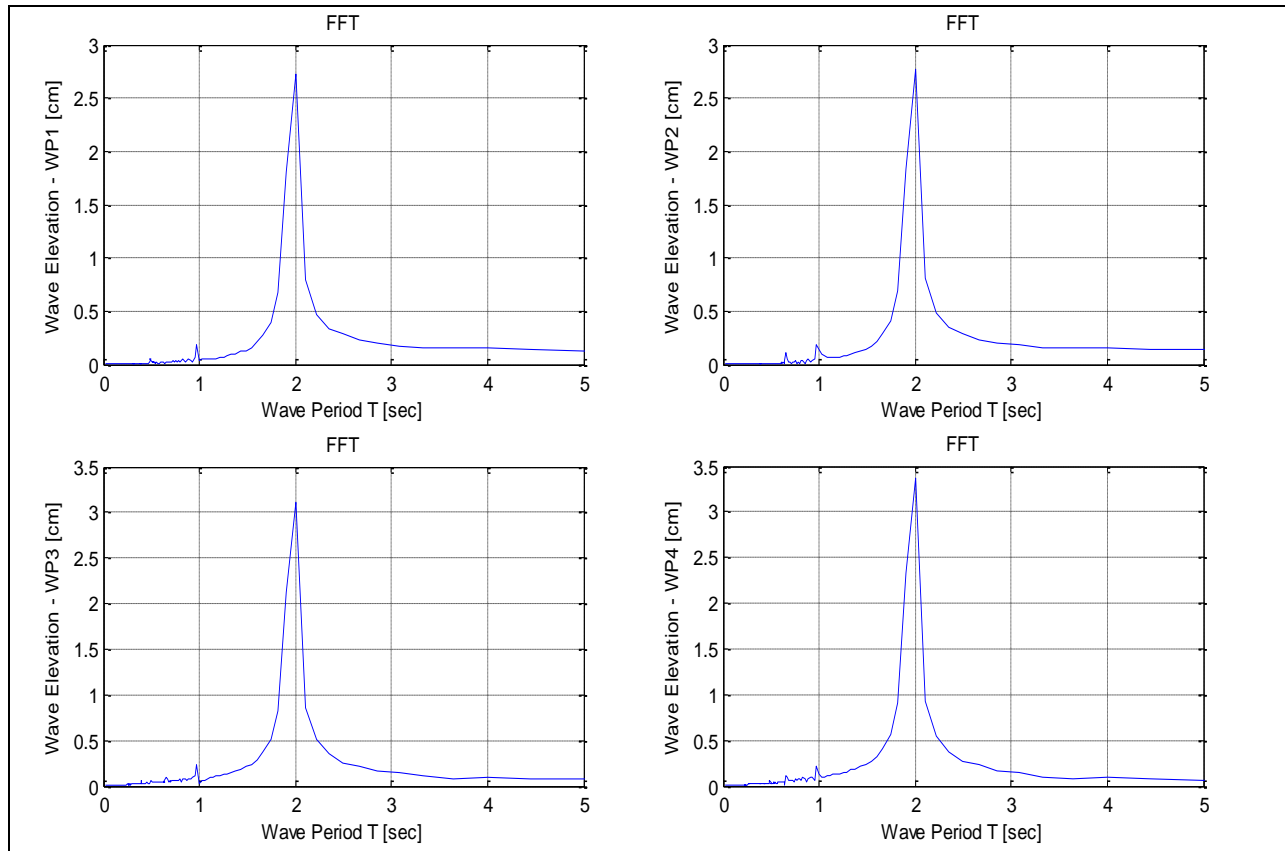 FFT
3
2.5
2
1.5
1
0.5
0
0 1 2 3 4 5
Wave Period T [sec]
Wave Elevation - WP1 [cm]
FFT
3
2.5
2
1.5
1
0.5
0
0 1 2 3 4 5
Wave Period T [sec]
Wave Elevation - WP2 [cm]
FFT
3.5
3
2.5
2
1.5
1
0.5
0
0 1 2 3 4 5
Wave Period T [sec]
Wave Elevation - WP3 [cm]
FFT
3.5
3
2.5
2
1.5
1
0.5
0
0 1 2 3 4 5
Wave Period T [sec]
Wave Elevation - WP4 [cm]